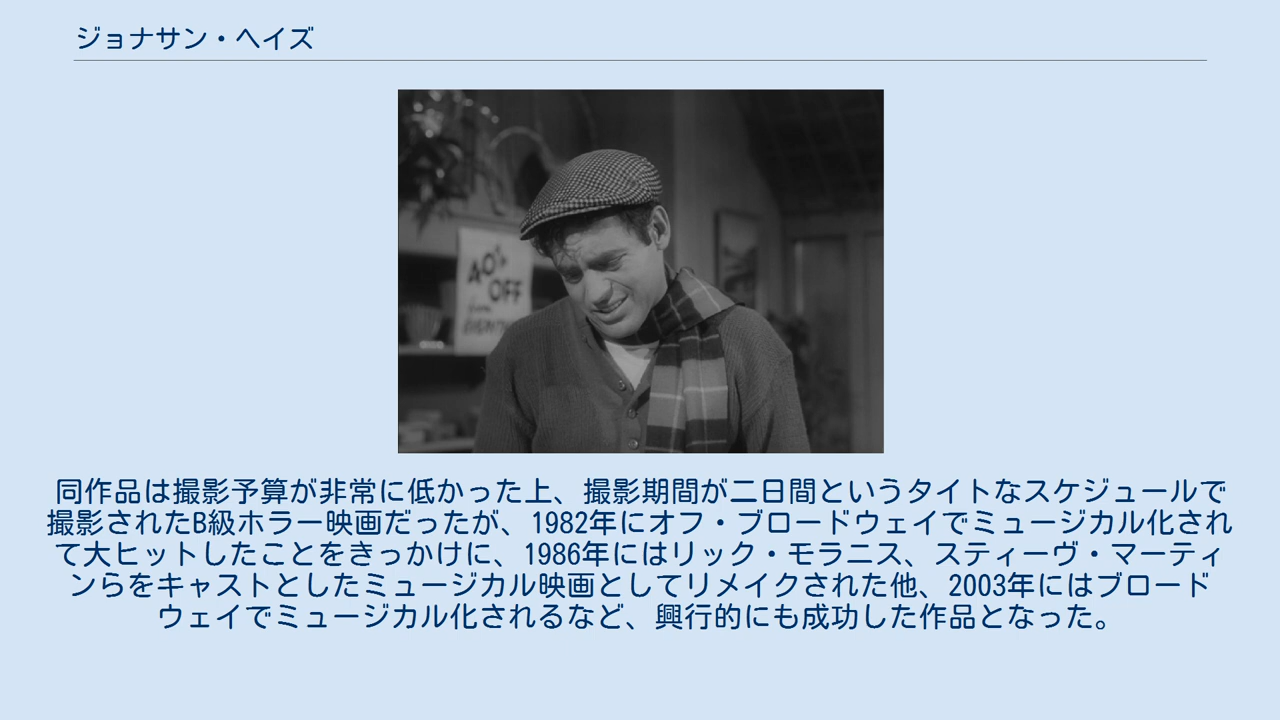 ジョナサン・ヘイズ
40%
OFF
同作品は撮影予算が非常に低かった上、撮影期間が二日間というタイトなスケジュールで
撮影されたB級ホラー映画だったが、1982年にオフ・ブロードウェイでミュージカル化され
て大ヒットしたことをきっかけに、1986年にはリック・モラニス、スティーヴ・マーティ
ンらをキャストとしたミュージカル映画としてリメイクされた他、2003年にはブロード
ウェイでミュージカル化されるなど、興行的にも成功した作品となった。